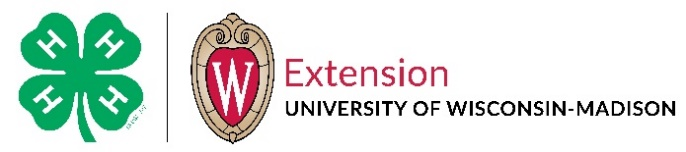 H H
H H
W
Extension
UNIVERSITY OF WISCONSIN-MADISON